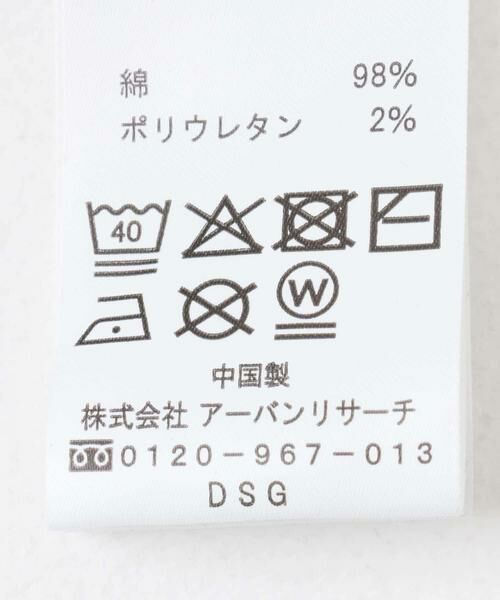 綿 98%
ポリウレタン 2%
40
W
中国製
株式会社 アーバンリサーチ
0120-967-013
DSG